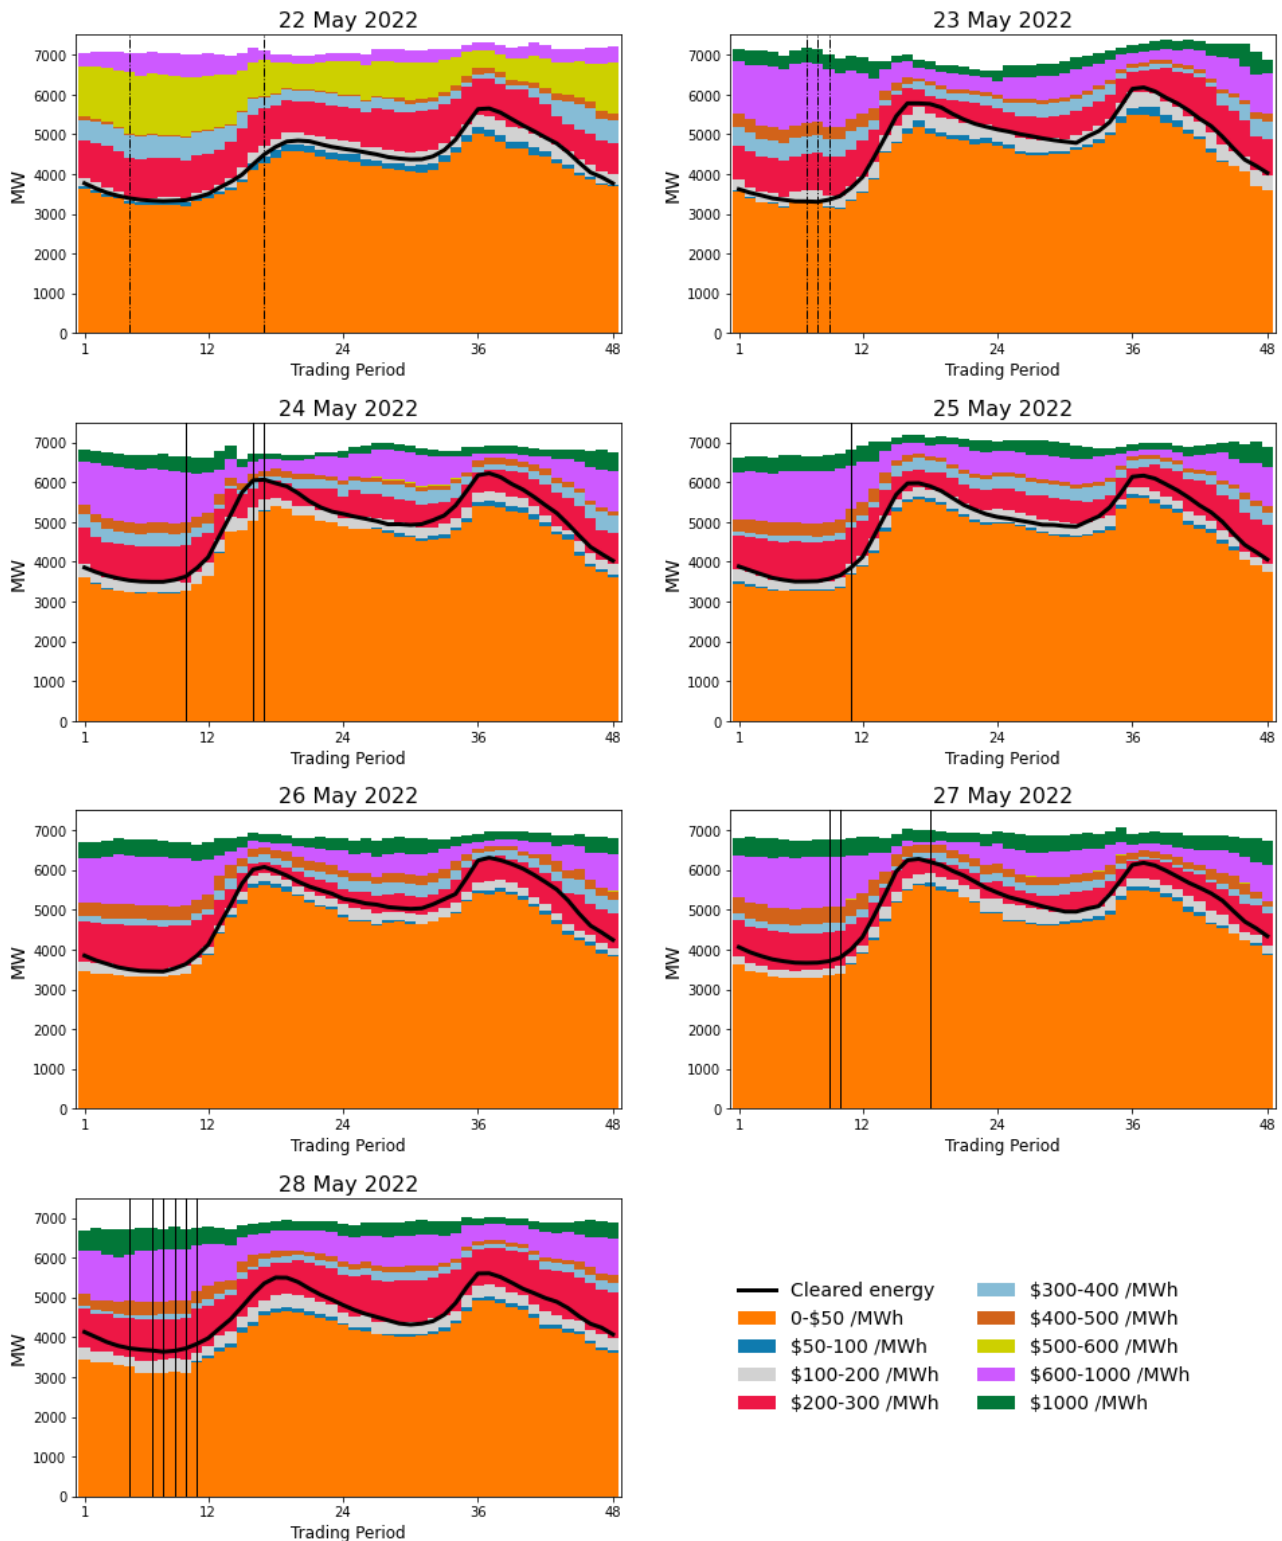 22 May 2022
MW
7000
6000
5000
4000
3000
2000
1000
0
1 12 24 36 48
Trading Period
23 May 2022
MW
7000
6000
5000
4000
3000
2000
1000
0
1 12 24 36 48
Trading Period
24 May 2022
MW
7000
6000
5000
4000
3000
2000
1000
0
1 12 24 36 48
Trading Period
25 May 2022
MW
7000
6000
5000
4000
3000
2000
1000
0
1 12 24 36 48
Trading Period
26 May 2022
MW
7000
6000
5000
4000
3000
2000
1000
0
1 12 24 36 48
Trading Period
27 May 2022
MW
7000
6000
5000
4000
3000
2000
1000
0
1 12 24 36 48
Trading Period
28 May 2022
MW
7000
6000
5000
4000
3000
2000
1000
0
1 12 24 36 48
Trading Period
Cleared energy
0-$50 /MWh
$50-100 /MWh
$100-200 /MWh
$200-300 /MWh
$300-400 /MWh
$400-500 /MWh
$500-600 /MWh
$600-1000 /MWh
$1000 /MWh